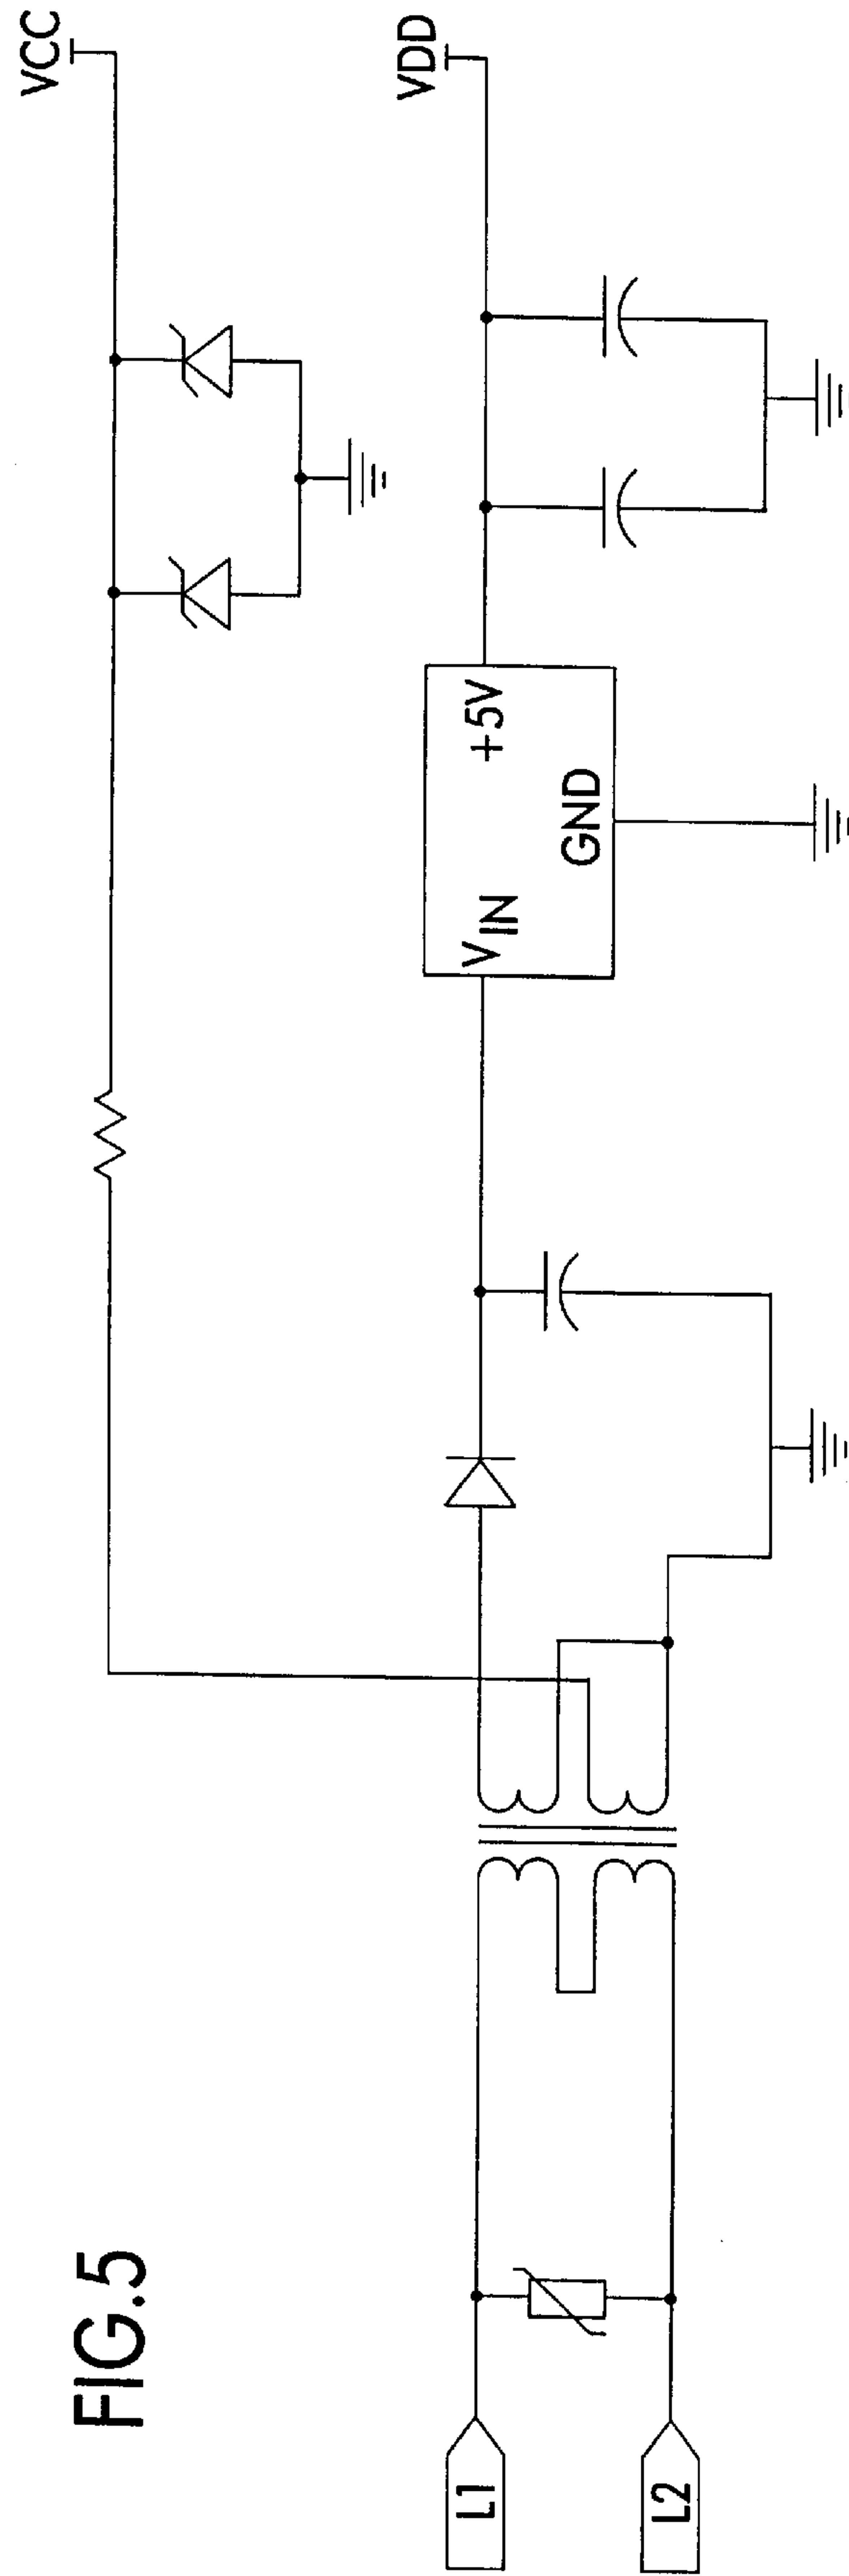 FIG.5
VCC
VDD
L1
L2
VIN
+5V
GND